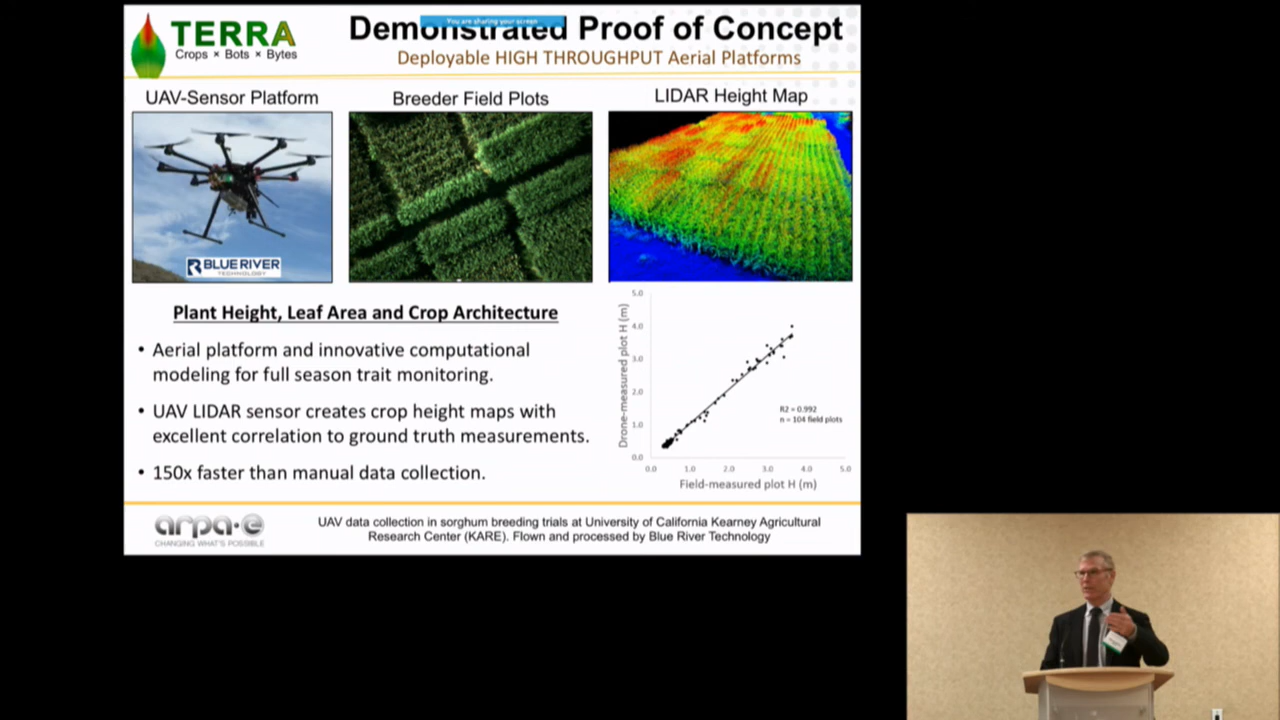 TERRA
Crops × Bots × Bytes
Demonstrated Proof of Concept
You are sharing your screen
Deployable HIGH THROUGHPUT Aerial Platforms
UAV-Sensor Platform
Breeder Field Plots
LIDAR Height Map
BLUE RIVER
TECHNOLOGY
Plant Height, Leaf Area and Crop Architecture
• Aerial platform and innovative computational
modeling for full season trait monitoring.
• UAV LIDAR sensor creates crop height maps with
excellent correlation to ground truth measurements.
• 150x faster than manual data collection.
Drone-measured plot H (m)
5.0
4.0
3.0
2.0
1.0
0.0
R2 = 0.992
n = 104 field plots
0.0 1.0 2.0 3.0 4.0 5.0
Field-measured plot H (m)
arpa·e
CHANGING WHAT'S POSSIBLE
UAV data collection in sorghum breeding trials at University of California Kearney Agricultural
Research Center (KARE). Flown and processed by Blue River Technology